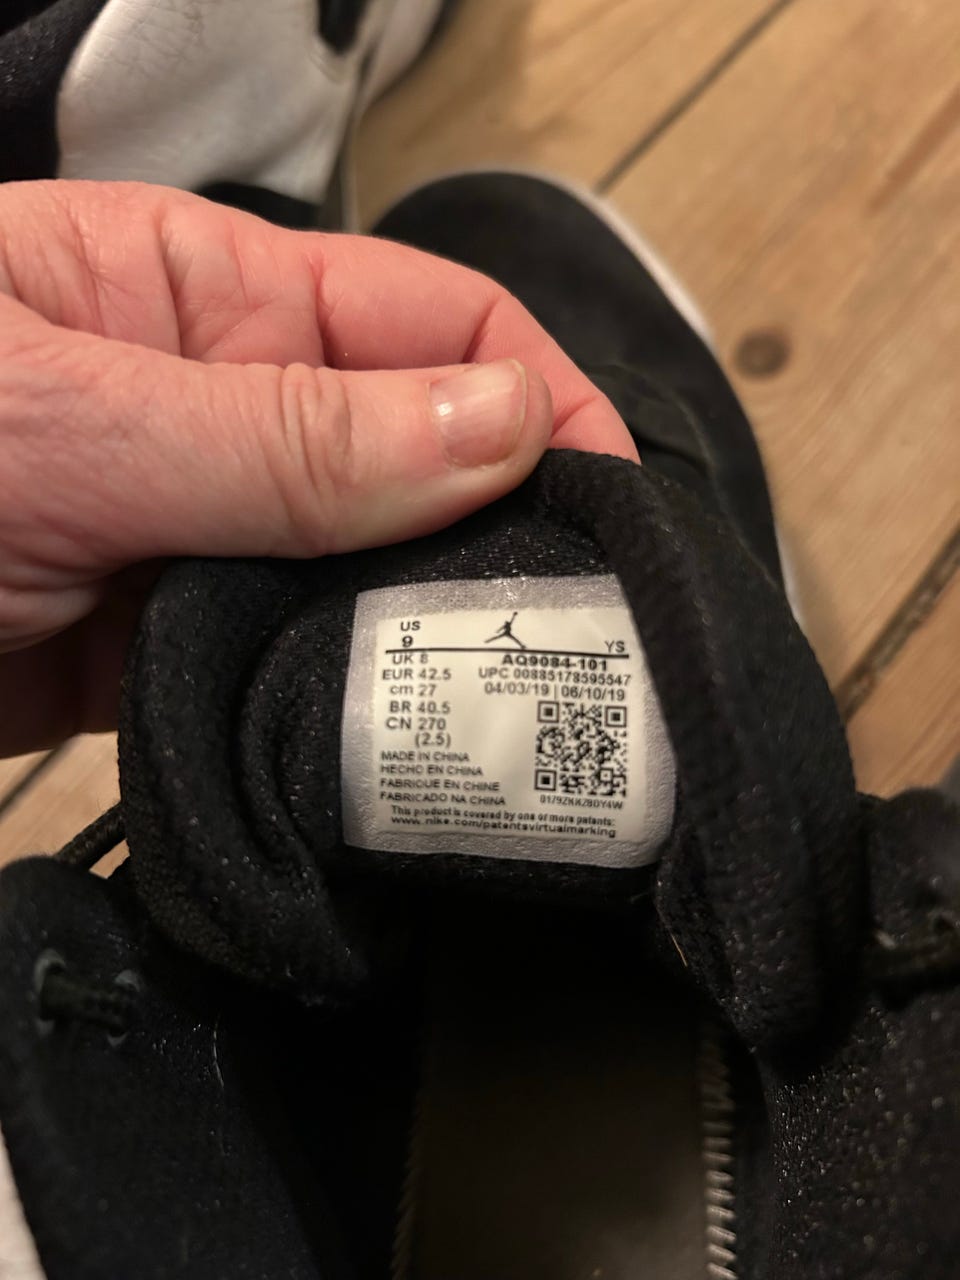 US
9
YS
UK 8
AQ9084-101
EUR 42.5
UPC 00885178595547
cm 27
04/03/19 | 06/10/19
BR 40.5
CN 270
(2.5)
MADE IN CHINA
HECHO EN CHINA
FABRIQUE EN CHINE
FABRICADO NA CHINA
This product is covered by one or more patents:
www.nike.com/patentsvirtualmarking